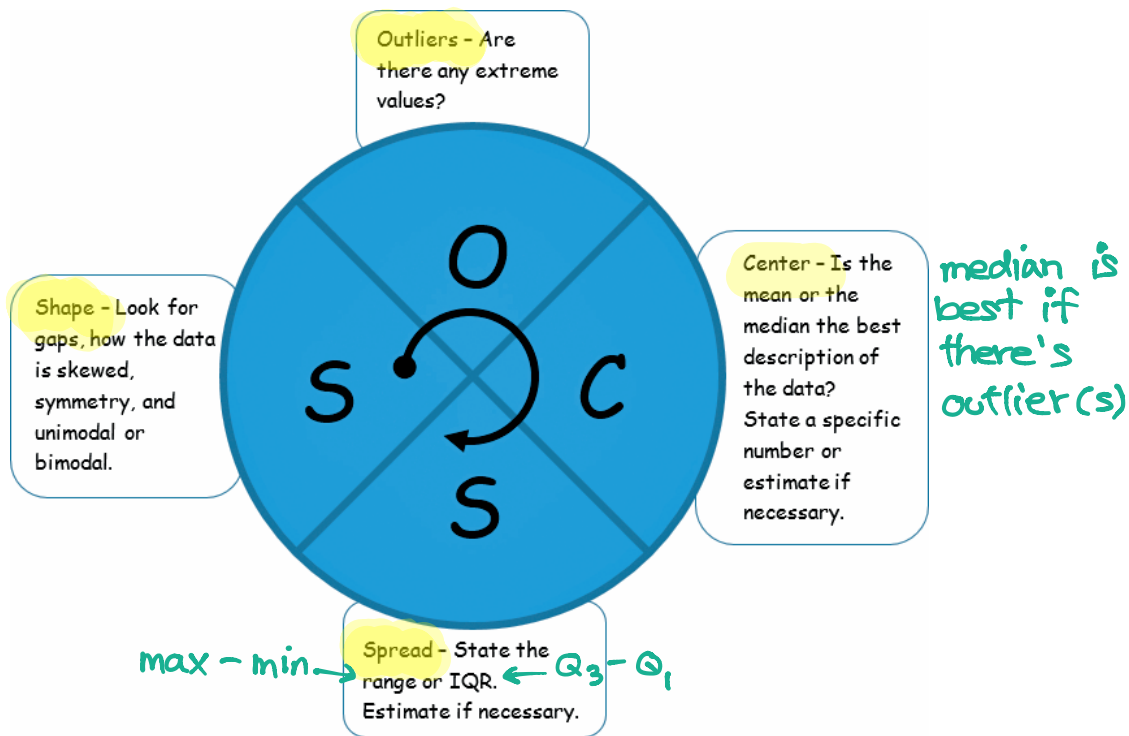 Outliers – Are
there any extreme
values?
O
Center – Is the
mean or the
median the best
description of
the data?
State a specific
number or
estimate if
necessary.
median is
best if
there's
outlier(s)
Shape – Look for
gaps, how the data
is skewed,
symmetry, and
unimodal or
bimodal.
S
C
S
Spread – State the
range or IQR.
Estimate if necessary.
max – min
Q₃ – Q₁